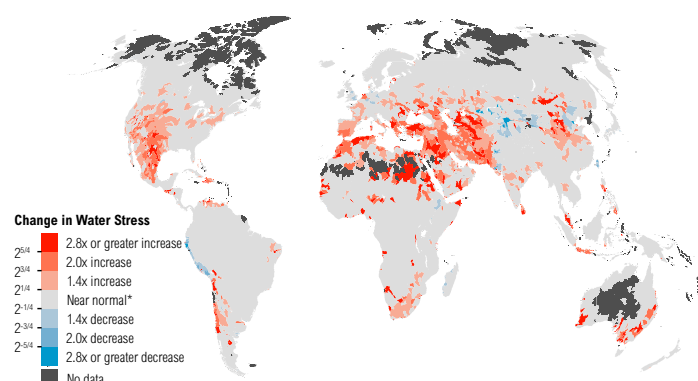 Change in Water Stress
2.8x or greater increase
2^5/4
2.0x increase
2^3/4
1.4x increase
2^1/4
Near normal*
2^-1/4
1.4x decrease
2^-3/4
2.0x decrease
2^-5/4
2.8x or greater decrease
No data